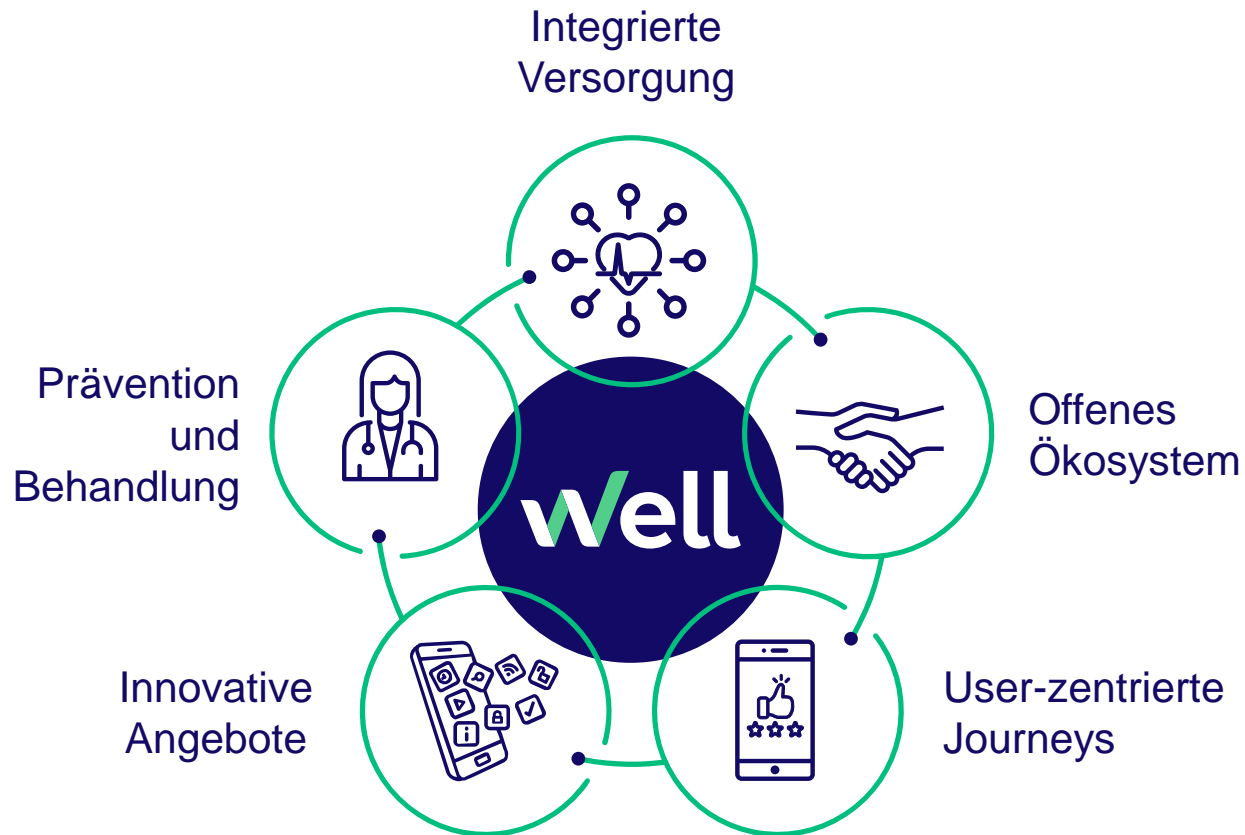 Integrierte
Versorgung
Prävention
und
Behandlung
Offenes
Ökosystem
Well
Innovative
Angebote
User-zentrierte
Journeys